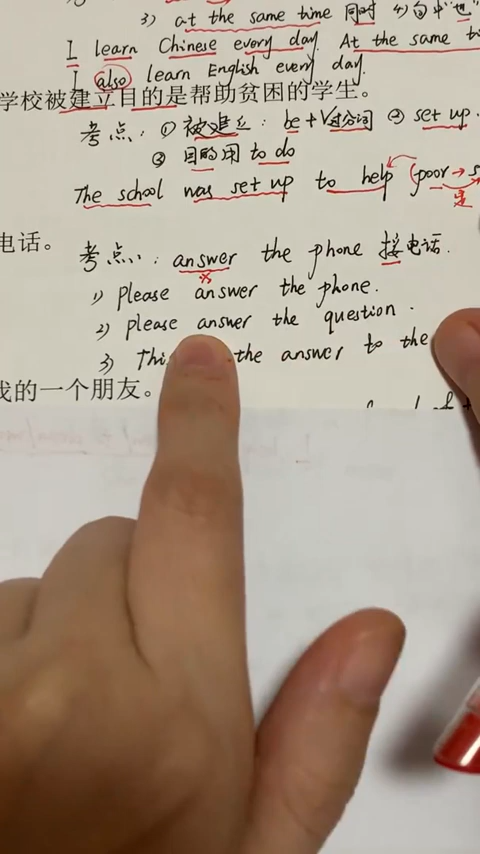 3) at the same time 同时 4) 句中"也"
I learn Chinese every day. At the same ti
I also learn English every day.
学校被建立目的是帮助贫困的学生。
考点: ① 被建立: be + V过分词 ② set up.
③ 目的用 to do
The school was set up to help (poor → s
是
电话。
考点: answer the phone 接电话.
1) please answer the phone.
2) please answer the question.
3) Thi the answer to the
我的一个朋友。